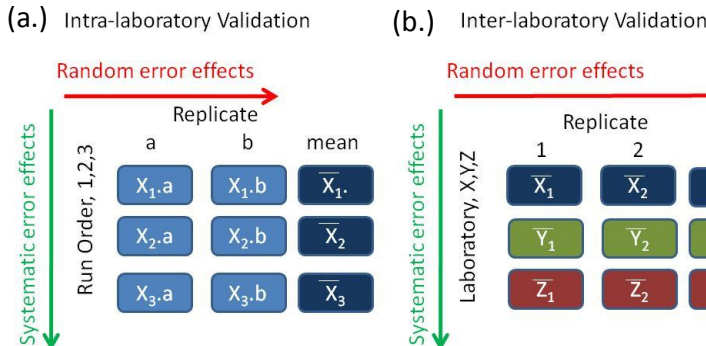 (a.) Intra-laboratory Validation
Random error effects
Systematic error effects
Replicate
a b mean
Run Order, 1,2,3
X₁.a X₁.b X̅₁.
X₂.a X₂.b X̅₂
X₃.a X₃.b X̅₃
(b.) Inter-laboratory Validation
Random error effects
Systematic error effects
Replicate
1 2
Laboratory, X,Y,Z
X̅₁ X̅₂
Y̅₁ Y̅₂
Z̅₁ Z̅₂